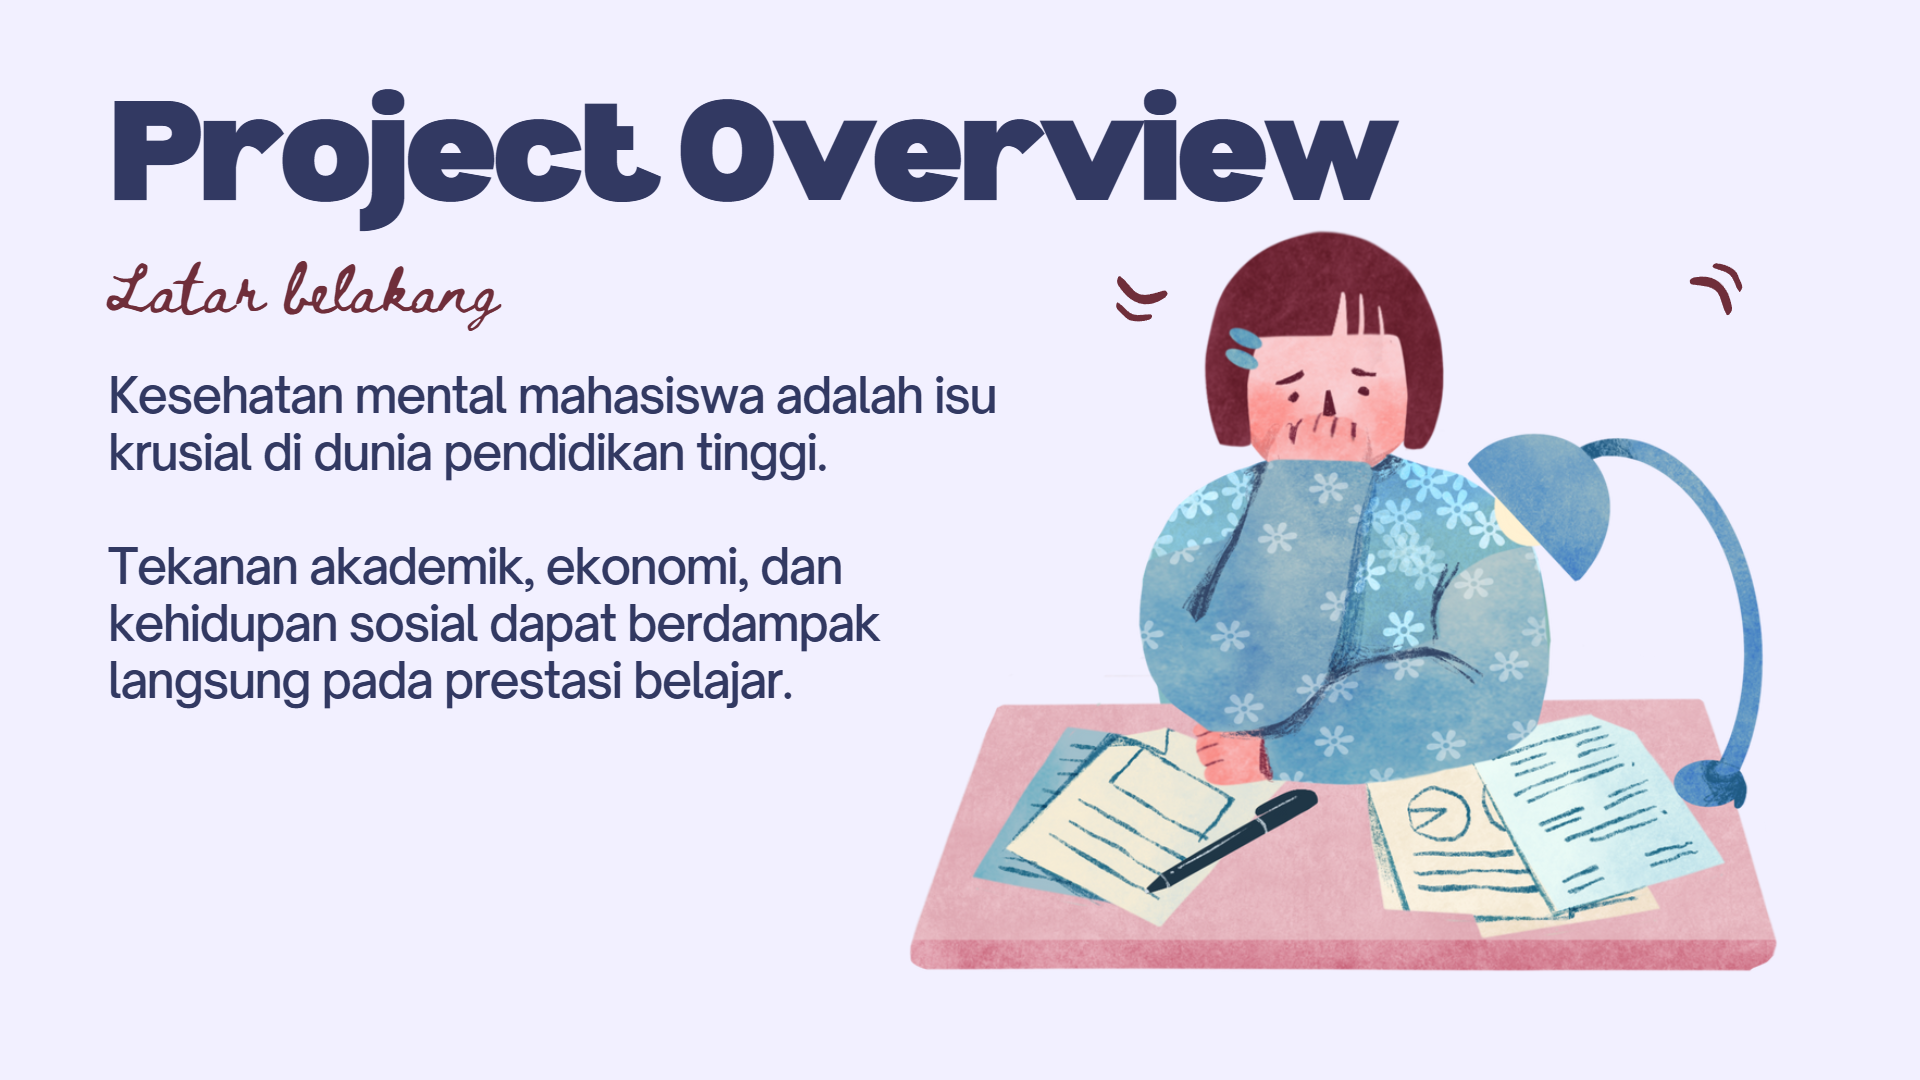 Project Overview
Latar belakang
Kesehatan mental mahasiswa adalah isu
krusial di dunia pendidikan tinggi.
Tekanan akademik, ekonomi, dan
kehidupan sosial dapat berdampak
langsung pada prestasi belajar.